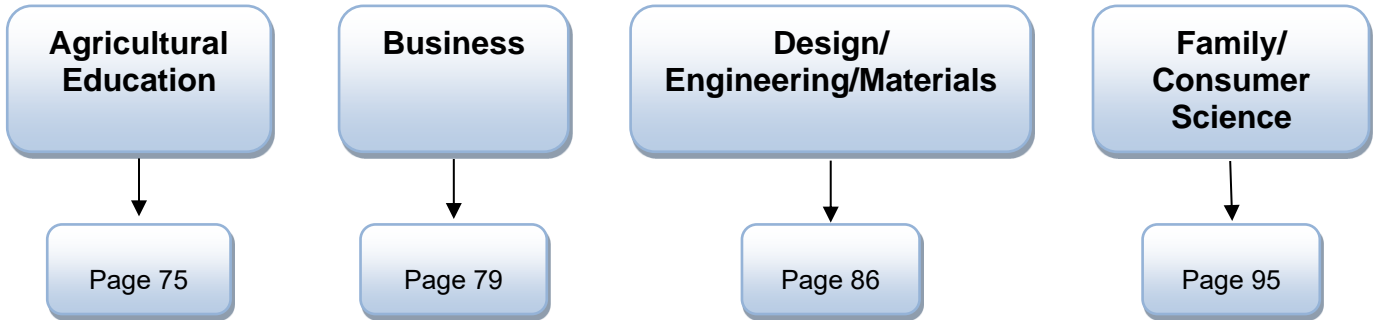 Agricultural
Education
Business
Design/
Engineering/Materials
Family/
Consumer
Science
Page 75
Page 79
Page 86
Page 95